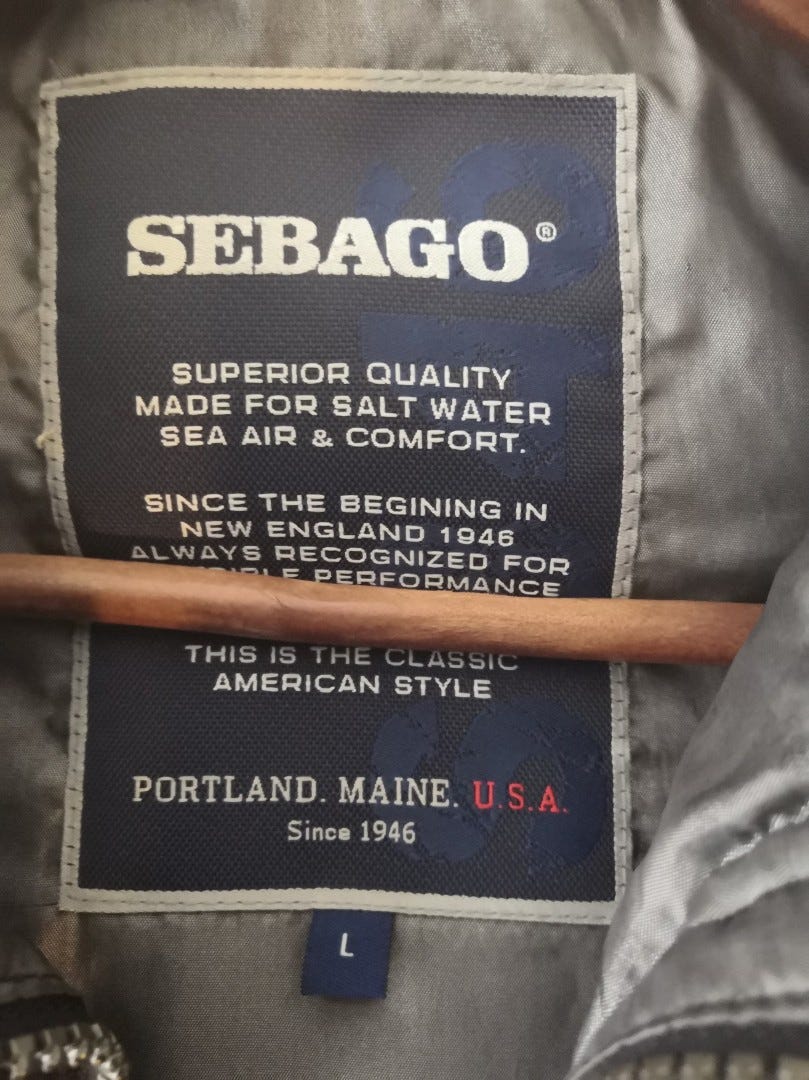 SEBAGO®
SUPERIOR QUALITY
MADE FOR SALT WATER
SEA AIR & COMFORT.
SINCE THE BEGINING IN
NEW ENGLAND 1946
ALWAYS RECOGNIZED FOR
PERFORMANCE
THIS IS THE CLASSIC
AMERICAN STYLE
PORTLAND. MAINE. U.S.A.
Since 1946
L